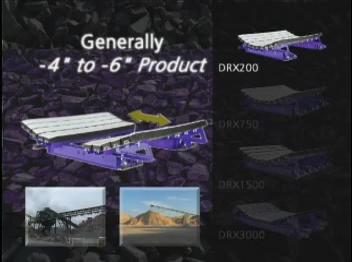 Generally
-4" to -6" Product
DRX200
DRX750
DRX1500
DRX3000